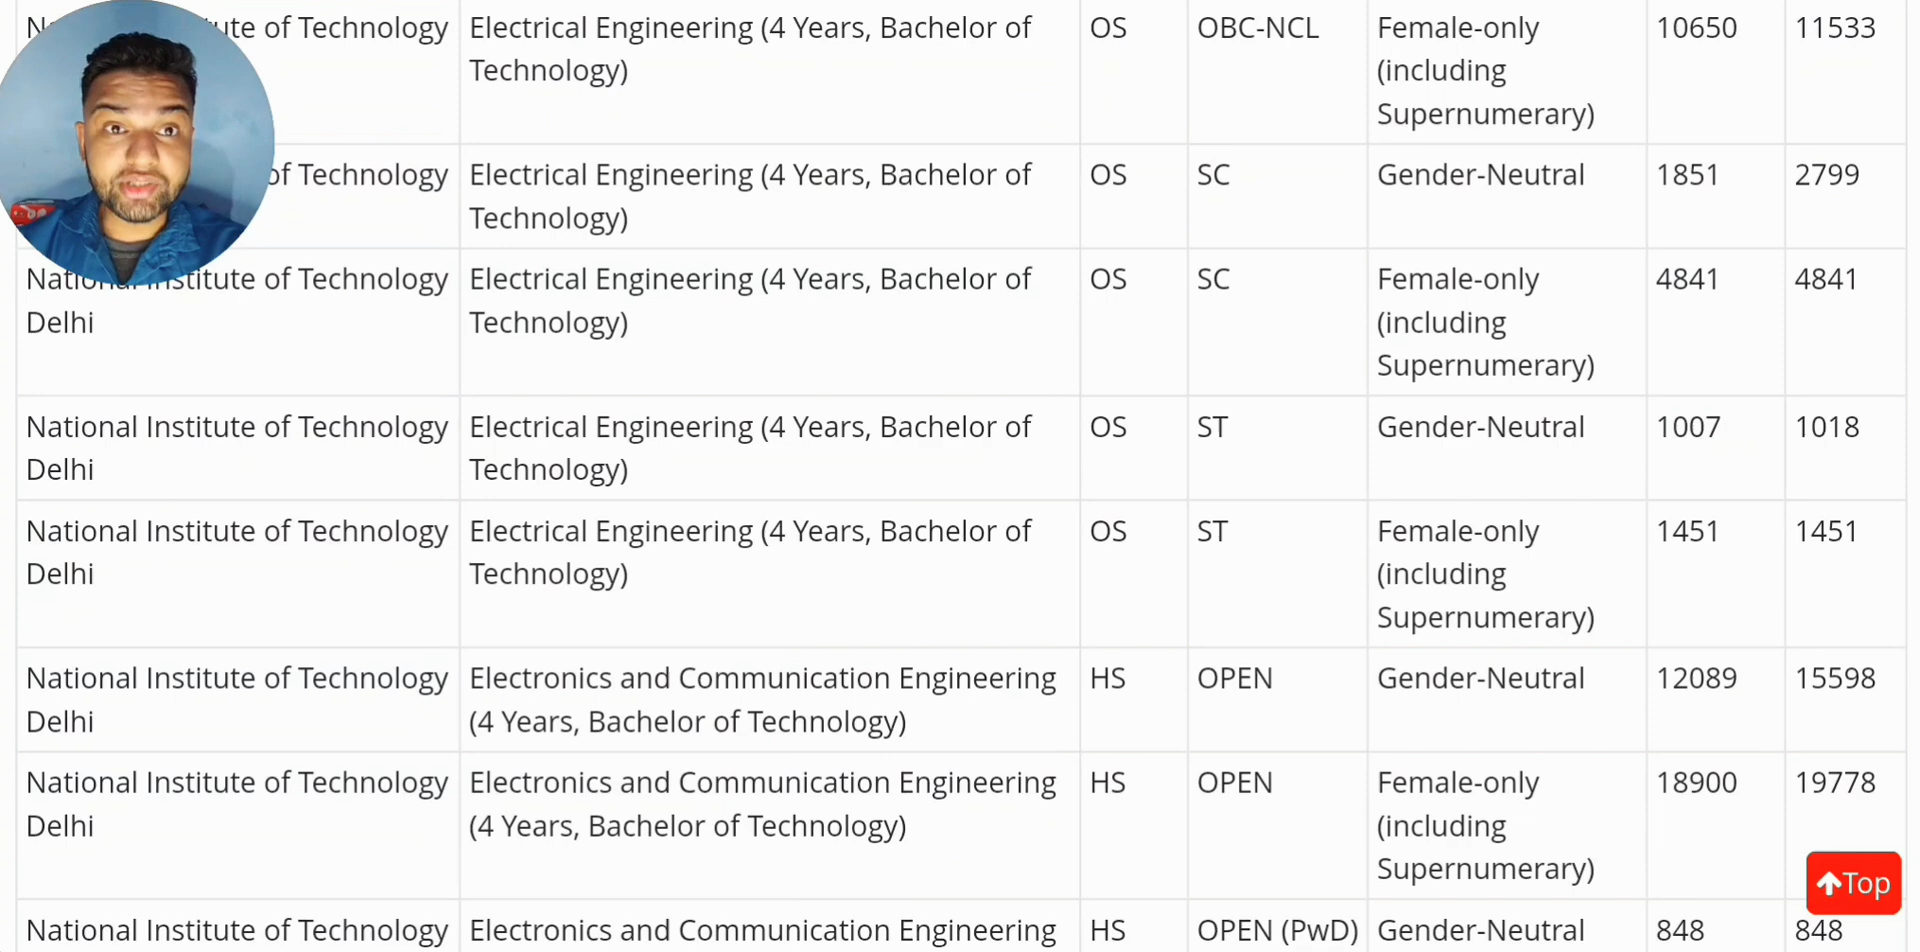 te of Technology Electrical Engineering (4 Years, Bachelor of OS OBC-NCL Female-only 10650 11533
Technology) (including
Supernumerary)
of Technology Electrical Engineering (4 Years, Bachelor of OS SC Gender-Neutral 1851 2799
Technology)
National Institute of Technology Electrical Engineering (4 Years, Bachelor of OS SC Female-only 4841 4841
Delhi Technology) (including
Supernumerary)
National Institute of Technology Electrical Engineering (4 Years, Bachelor of OS ST Gender-Neutral 1007 1018
Delhi Technology)
National Institute of Technology Electrical Engineering (4 Years, Bachelor of OS ST Female-only 1451 1451
Delhi Technology) (including
Supernumerary)
National Institute of Technology Electronics and Communication Engineering HS OPEN Gender-Neutral 12089 15598
Delhi (4 Years, Bachelor of Technology)
National Institute of Technology Electronics and Communication Engineering HS OPEN Female-only 18900 19778
Delhi (4 Years, Bachelor of Technology) (including
Supernumerary)
Top
National Institute of Technology Electronics and Communication Engineering HS OPEN (PwD) Gender-Neutral 848 848